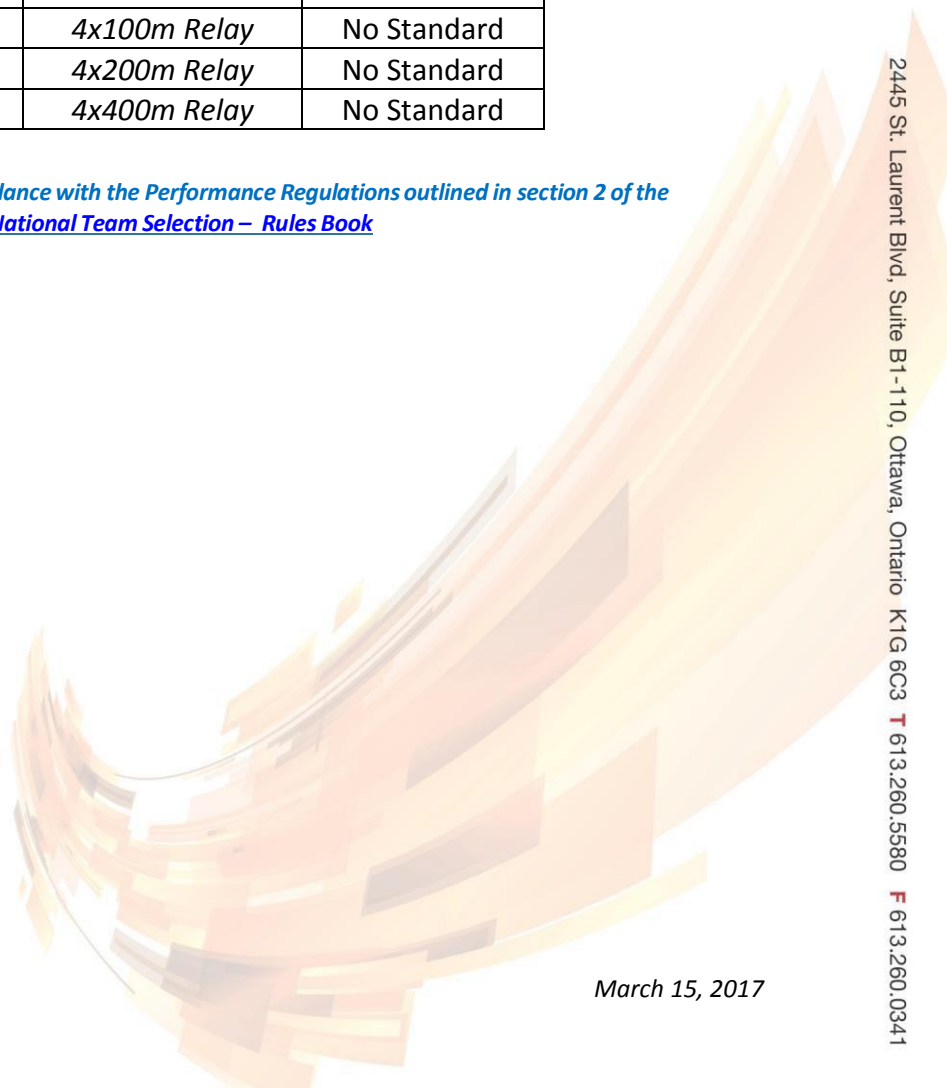 4x100m Relay No Standard
4x200m Relay No Standard
4x400m Relay No Standard
dance with the Performance Regulations outlined in section 2 of the
National Team Selection – Rules Book
2445 St. Laurent Blvd, Suite B1-110, Ottawa, Ontario K1G 6C3 T 613.260.5580 F 613.260.0341
March 15, 2017